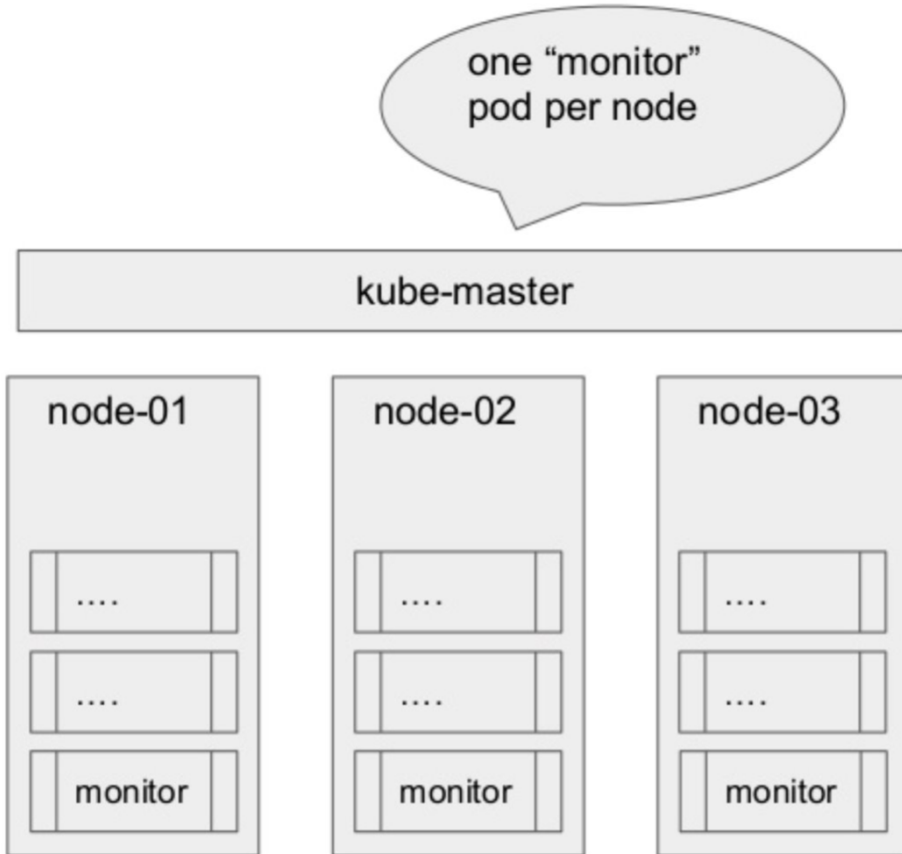 one “monitor”
pod per node
kube-master
node-01
node-02
node-03
....
....
....
....
....
....
monitor
monitor
monitor